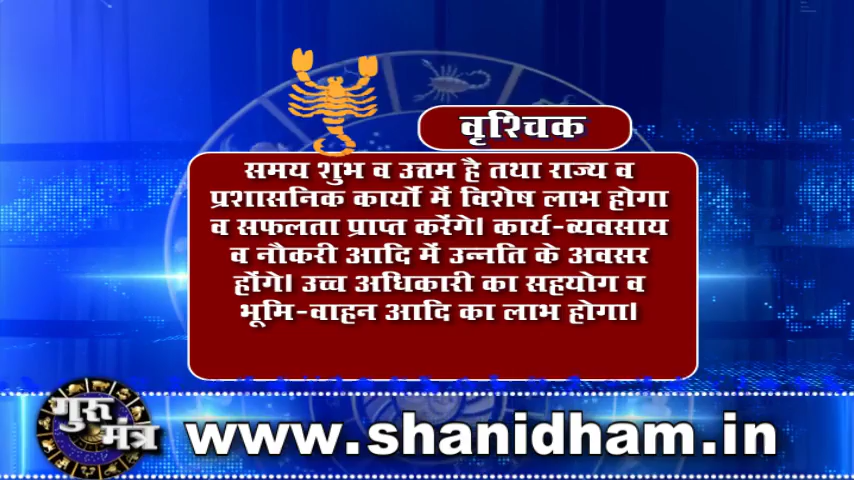 वृश्चिक
समय शुभ व उत्तम है तथा राज्य व
प्रशासनिक कार्यों में विशेष लाभ होगा
व सफलता प्राप्त करेंगे। कार्य-व्यवसाय
व नौकरी आदि में उन्नति के अवसर
होंगे। उच्च अधिकारी का सहयोग व
भूमि-वाहन आदि का लाभ होगा।
गुरु
मंत्र
www.shanidham.in